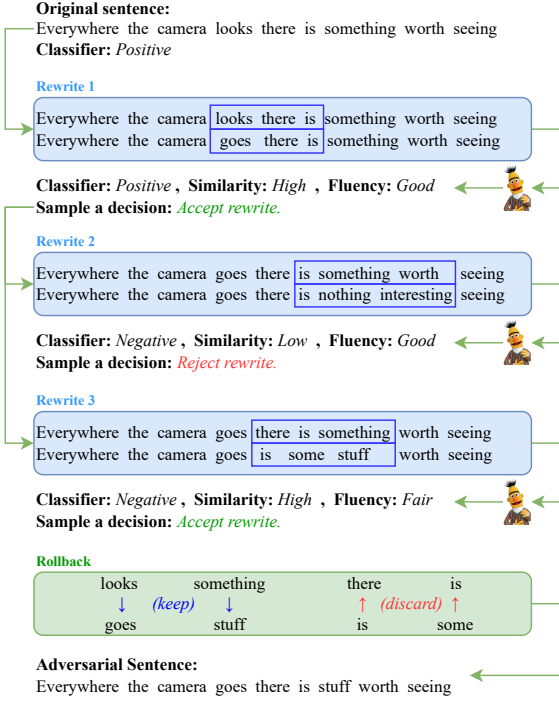 Original sentence:
Everywhere the camera looks there is something worth seeing
Classifier: Positive
Rewrite 1
Everywhere the camera looks there is something worth seeing
Everywhere the camera goes there is something worth seeing
Classifier: Positive , Similarity: High , Fluency: Good
Sample a decision: Accept rewrite.
Rewrite 2
Everywhere the camera goes there is something worth seeing
Everywhere the camera goes there is nothing interesting seeing
Classifier: Negative , Similarity: Low , Fluency: Good
Sample a decision: Reject rewrite.
Rewrite 3
Everywhere the camera goes there is something worth seeing
Everywhere the camera goes is some stuff worth seeing
Classifier: Negative , Similarity: High , Fluency: Fair
Sample a decision: Accept rewrite.
Rollback
looks something there is
↓ (keep) ↓ ↑ (discard) ↑
goes stuff is some
Adversarial Sentence:
Everywhere the camera goes there is stuff worth seeing